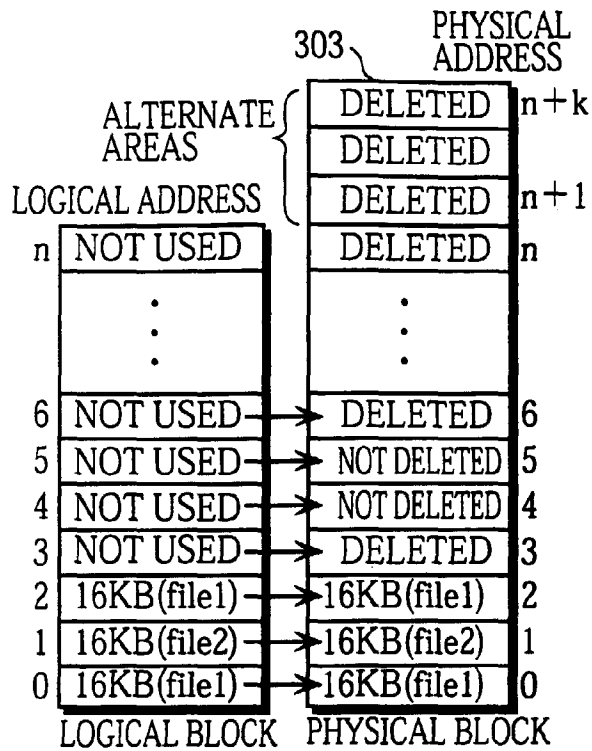 PHYSICAL
ADDRESS
303
DELETED n+k
ALTERNATE
AREAS
DELETED
DELETED n+1
LOGICAL ADDRESS
n NOT USED DELETED n
6 NOT USED DELETED 6
5 NOT USED NOT DELETED 5
4 NOT USED NOT DELETED 4
3 NOT USED DELETED 3
2 16KB(file1) 16KB(file1) 2
1 16KB(file2) 16KB(file2) 1
0 16KB(file1) 16KB(file1) 0
LOGICAL BLOCK PHYSICAL BLOCK